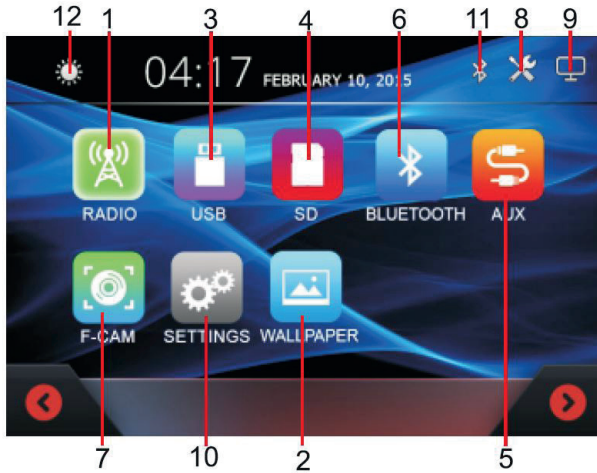 12 1 3 4 6 11 8 9
04:17 FEBRUARY 10, 2015
RADIO USB SD BLUETOOTH AUX
F-CAM SETTINGS WALLPAPER
7 10 2 5